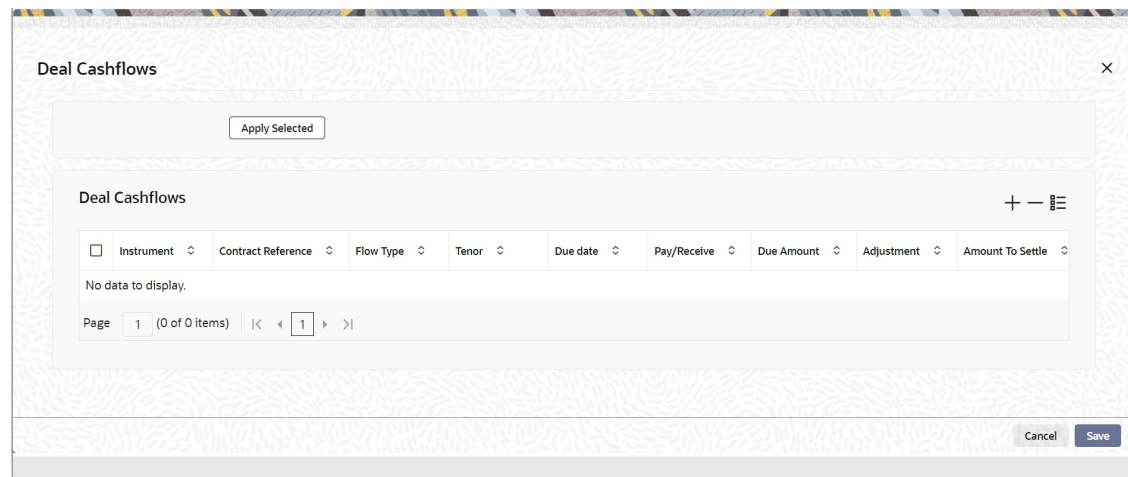 Deal Cashflows
Apply Selected
Deal Cashflows
Instrument Contract Reference Flow Type Tenor Due date Pay/Receive Due Amount Adjustment Amount To Settle
No data to display.
Page 1 (0 of 0 items) 1
Cancel Save